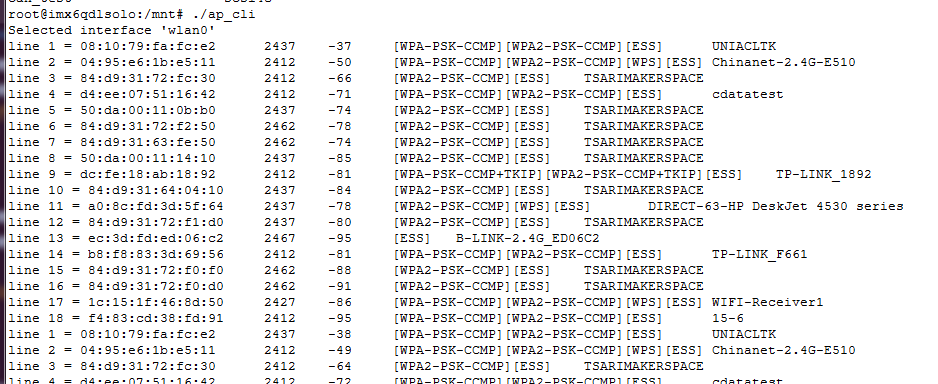 root@imx6qdlsolo:/mnt# ./ap_cli
Selected interface 'wlan0'
line 1 = 08:10:79:fa:fc:e2 2437 -37 [WPA-PSK-CCMP][WPA2-PSK-CCMP][ESS] UNIACLTK
line 2 = 04:95:e6:1b:e5:11 2412 -50 [WPA-PSK-CCMP][WPA2-PSK-CCMP][WPS][ESS] Chinanet-2.4G-E510
line 3 = 84:d9:31:72:fc:30 2412 -66 [WPA2-PSK-CCMP][ESS] TSARIMAKERSPACE
line 4 = d4:ee:07:51:16:42 2412 -71 [WPA-PSK-CCMP][WPA2-PSK-CCMP][ESS] cdatatest
line 5 = 50:da:00:11:0b:b0 2437 -74 [WPA2-PSK-CCMP][ESS] TSARIMAKERSPACE
line 6 = 84:d9:31:72:f2:50 2462 -78 [WPA2-PSK-CCMP][ESS] TSARIMAKERSPACE
line 7 = 84:d9:31:63:fe:50 2462 -74 [WPA2-PSK-CCMP][ESS] TSARIMAKERSPACE
line 8 = 50:da:00:11:14:10 2437 -85 [WPA2-PSK-CCMP][ESS] TSARIMAKERSPACE
line 9 = dc:fe:18:ab:18:92 2412 -81 [WPA-PSK-CCMP+TKIP][WPA2-PSK-CCMP+TKIP][ESS] TP-LINK_1892
line 10 = 84:d9:31:64:04:10 2437 -84 [WPA2-PSK-CCMP][ESS] TSARIMAKERSPACE
line 11 = a0:8c:fd:3d:5f:64 2437 -78 [WPA2-PSK-CCMP][WPS][ESS] DIRECT-63-HP DeskJet 4530 series
line 12 = 84:d9:31:72:f1:d0 2437 -80 [WPA2-PSK-CCMP][ESS] TSARIMAKERSPACE
line 13 = ec:3d:fd:ed:06:c2 2467 -95 [ESS] B-LINK-2.4G_ED06C2
line 14 = b8:f8:83:3d:69:56 2412 -81 [WPA-PSK-CCMP][WPA2-PSK-CCMP][ESS] TP-LINK_F661
line 15 = 84:d9:31:72:f0:f0 2462 -88 [WPA2-PSK-CCMP][ESS] TSARIMAKERSPACE
line 16 = 84:d9:31:72:f0:d0 2462 -91 [WPA2-PSK-CCMP][ESS] TSARIMAKERSPACE
line 17 = 1c:15:1f:46:8d:50 2427 -86 [WPA-PSK-CCMP][WPA2-PSK-CCMP][WPS][ESS] WIFI-Receiver1
line 18 = f4:83:cd:38:fd:91 2412 -95 [WPA-PSK-CCMP][WPA2-PSK-CCMP][ESS] 15-6
line 1 = 08:10:79:fa:fc:e2 2437 -38 [WPA-PSK-CCMP][WPA2-PSK-CCMP][ESS] UNIACLTK
line 2 = 04:95:e6:1b:e5:11 2412 -49 [WPA-PSK-CCMP][WPA2-PSK-CCMP][WPS][ESS] Chinanet-2.4G-E510
line 3 = 84:d9:31:72:fc:30 2412 -64 [WPA2-PSK-CCMP][ESS] TSARIMAKERSPACE
line 4 = d4:ee:07:51:16:42 2412 -72 [WPA-PSK-CCMP][WPA2-PSK-CCMP][ESS] cdatatest